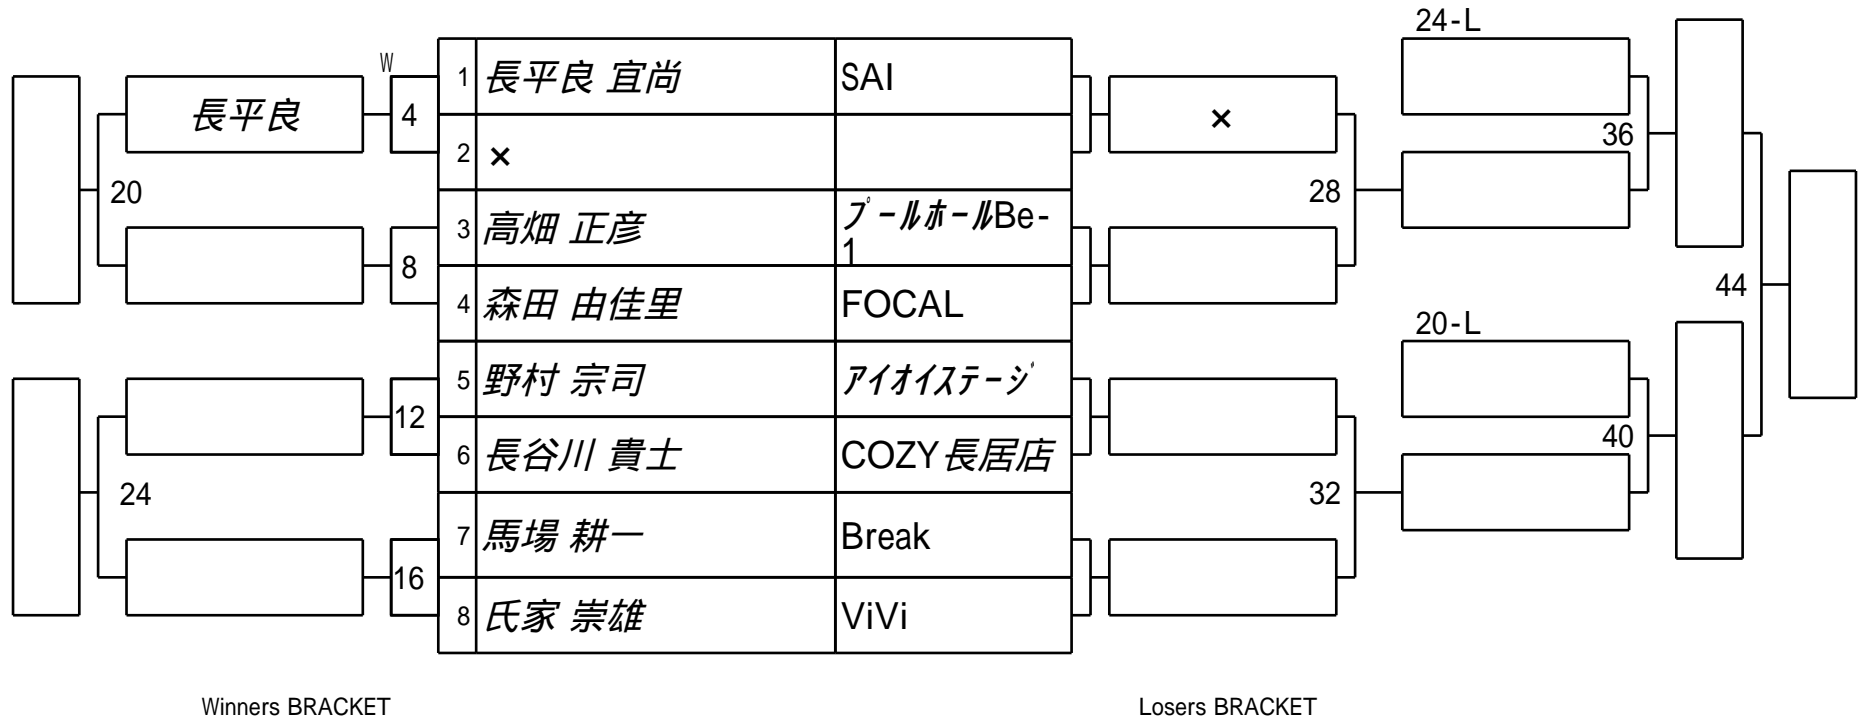 24-L
W
1 長平良 宜尚 SAI
長平良
4
×
36
2 ×
20
28
3 高畑 正彦 プールホールBe-
1
8
4 森田 由佳里 FOCAL
44
20-L
5 野村 宗司 アイオイステージ
12
40
6 長谷川 貴士 COZY長居店
24
32
7 馬場 耕一 Break
16
8 氏家 崇雄 ViVi
Winners BRACKET
Losers BRACKET